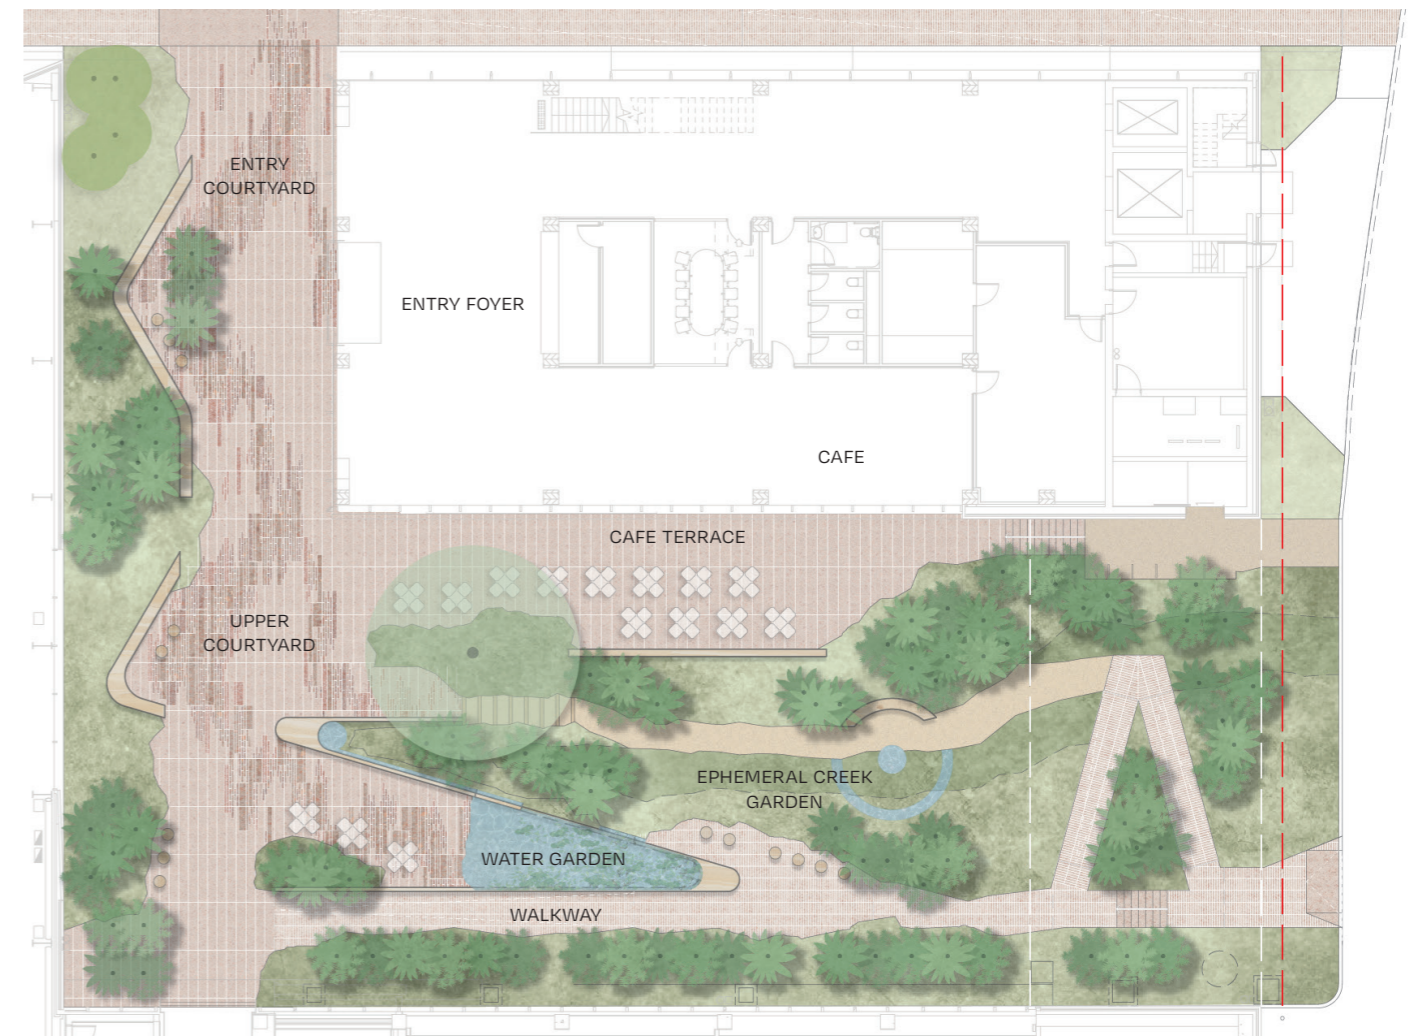 ENTRY
COURTYARD
ENTRY FOYER
CAFE
CAFE TERRACE
UPPER
COURTYARD
EPHEMERAL CREEK
GARDEN
WATER GARDEN
WALKWAY